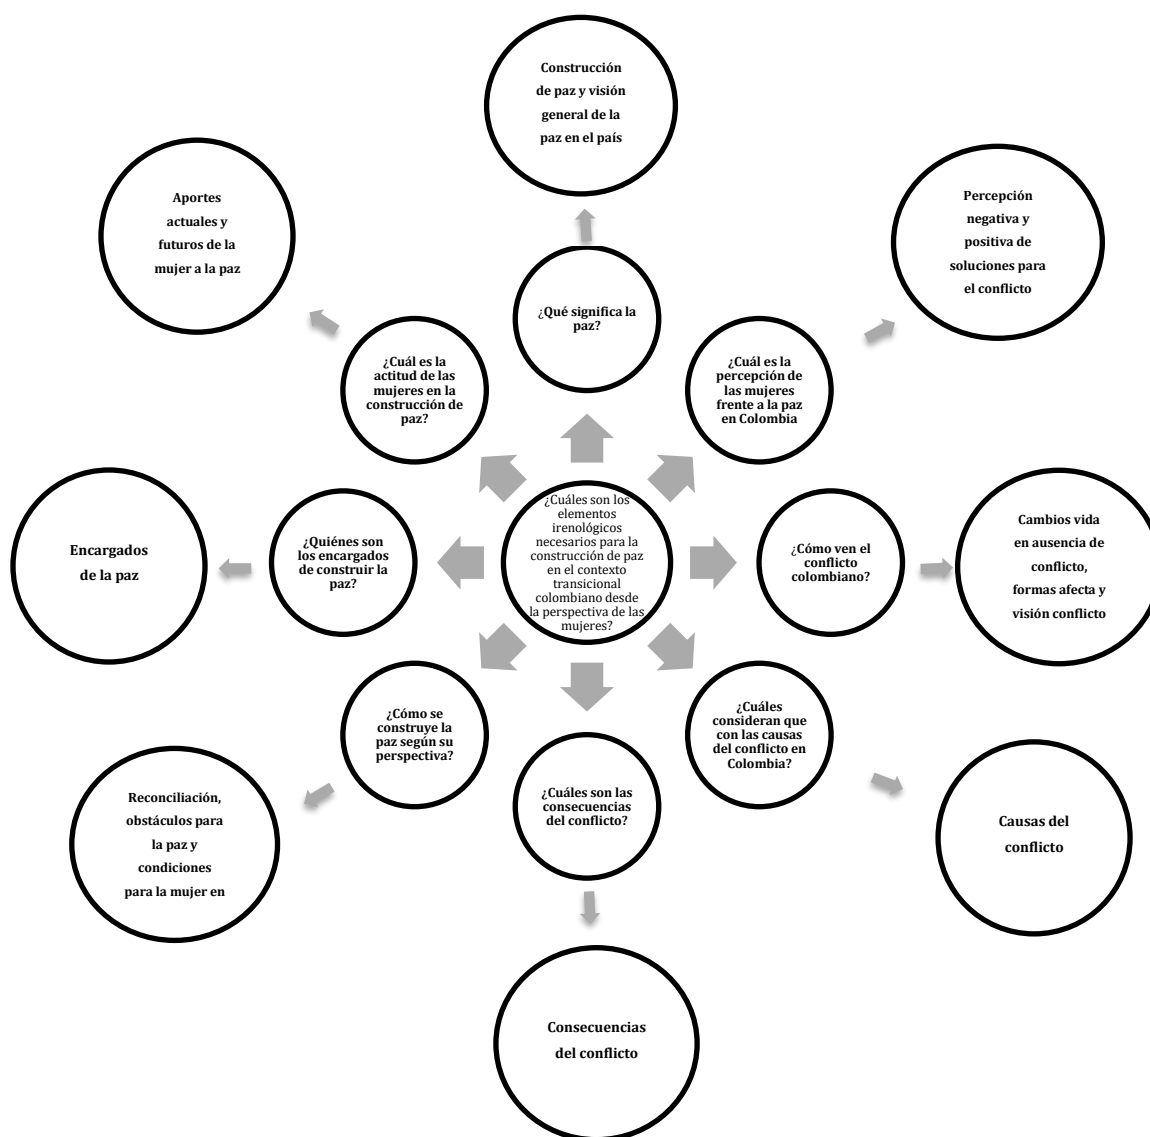 Construcción
de paz y visión
general de la
paz en el país
Aportes
actuales y
futuros de la
mujer a la paz
Percepción
negativa y
positiva de
soluciones para
el conflicto
¿Qué significa la
paz?
¿Cuál es la
actitud de las
mujeres en la
construcción de
paz?
¿Cuál es la
percepción de
las mujeres
frente a la paz
en Colombia
Encargados
de la paz
¿Quiénes son
los encargados
de construir la
paz?
¿Cuáles son los
elementos
irenológicos
necesarios para la
construcción de paz
en el contexto
transicional
colombiano desde
la perspectiva de las
mujeres?
¿Cómo ven el
conflicto
colombiano?
Cambios vida
en ausencia de
conflicto,
formas afecta y
visión conflicto
¿Cómo se
construye la
paz según su
perspectiva?
¿Cuáles
consideran que
con las causas
del conflicto en
Colombia?
Reconciliación,
obstáculos para
la paz y
condiciones
para la mujer en
¿Cuáles son las
consecuencias
del conflicto?
Causas del
conflicto
Consecuencias
del conflicto